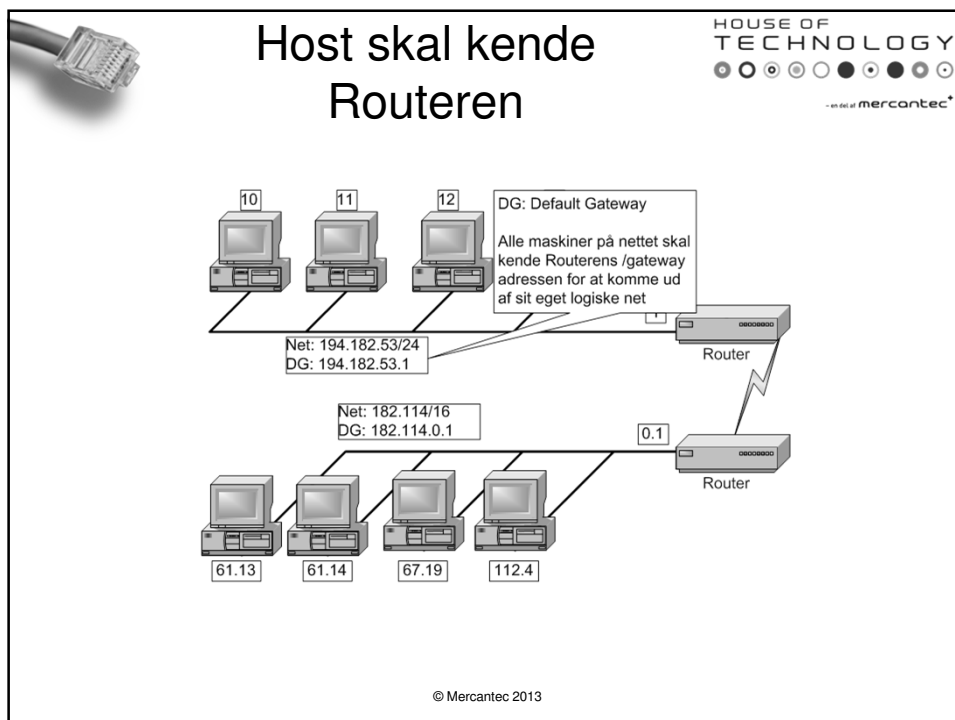 Host skal kende
Routeren
HOUSE OF
TECHNOLOGY
- en del af mercantec+
10
11
12
DG: Default Gateway
Alle maskiner på nettet skal
kende Routerens /gateway
adressen for at komme ud
af sit eget logiske net
Net: 194.182.53/24
DG: 194.182.53.1
Router
Net: 182.114/16
DG: 182.114.0.1
0.1
Router
61.13
61.14
67.19
112.4
© Mercantec 2013